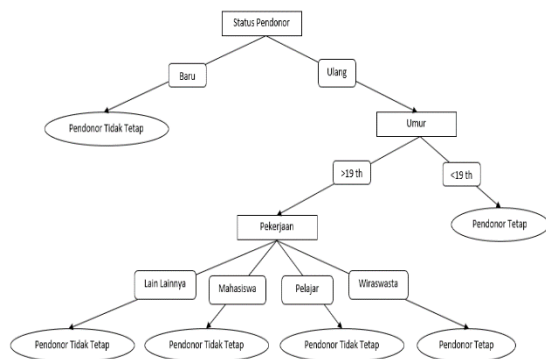 Status Pendonor
Baru
Ulang
Pendonor Tidak Tetap
Umur
>19 th
<19 th
Pekerjaan
Pendonor Tetap
Lain Lainnya
Mahasiswa
Pelajar
Wiraswasta
Pendonor Tidak Tetap
Pendonor Tidak Tetap
Pendonor Tidak Tetap
Pendonor Tetap